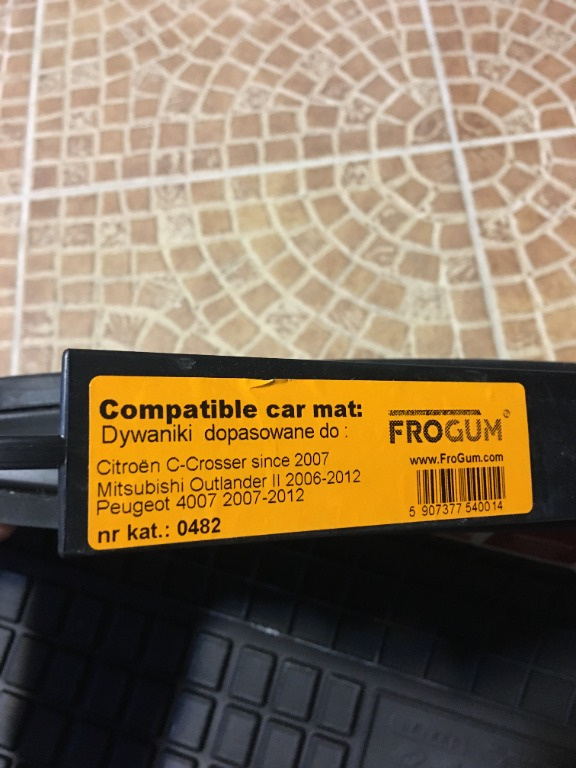 Compatible car mat:
Dywaniki dopasowane do :
Citroën C-Crosser since 2007
Mitsubishi Outlander II 2006-2012
Peugeot 4007 2007-2012
nr kat.: 0482
FROGUM®
www.FroGum.com
5 907377 540014